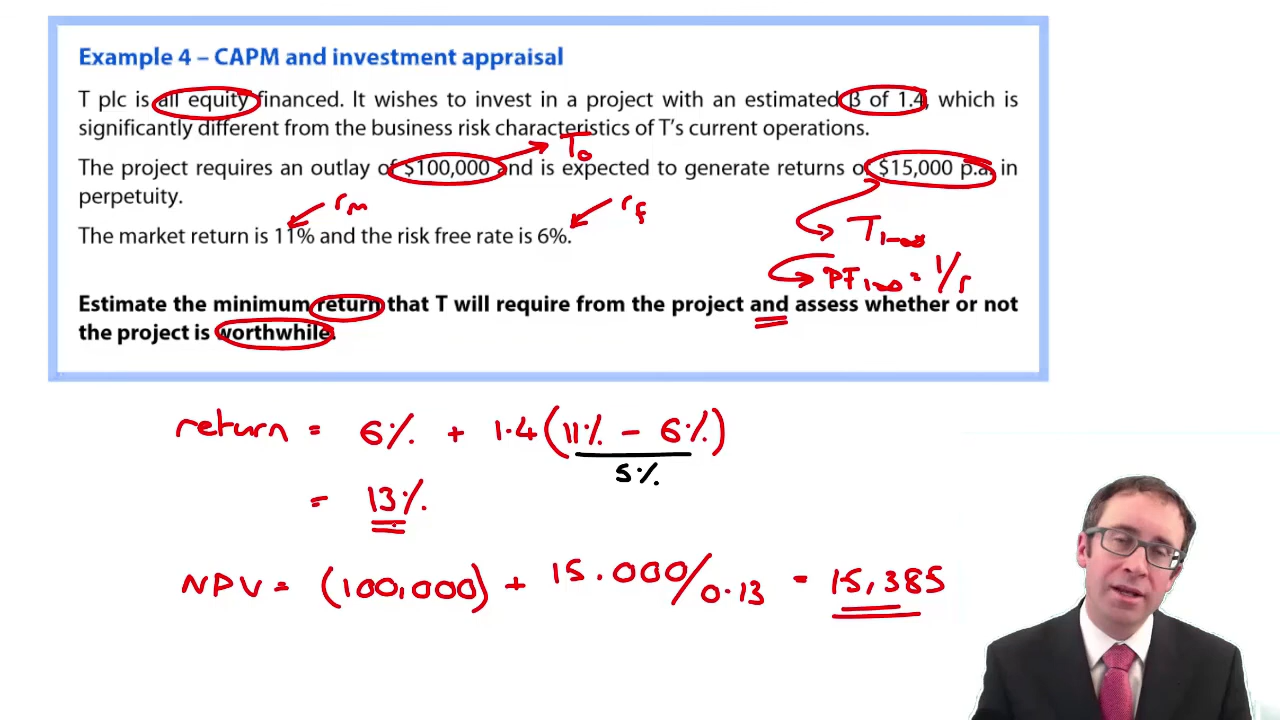 Example 4 – CAPM and investment appraisal
T plc is all equity financed. It wishes to invest in a project with an estimated β of 1.4, which is
significantly different from the business risk characteristics of T's current operations.
T₀
The project requires an outlay of $100,000 and is expected to generate returns of $15,000 p.a. in
perpetuity.
rm rf
The market return is 11% and the risk free rate is 6%.
T1-∞
DF1-∞ = 1/r
Estimate the minimum return that T will require from the project and assess whether or not
the project is worthwhile.
return = 6% + 1.4 (11% - 6%)
5%
= 13%
NPV = (100,000) + 15.000/0.13 = 15,385